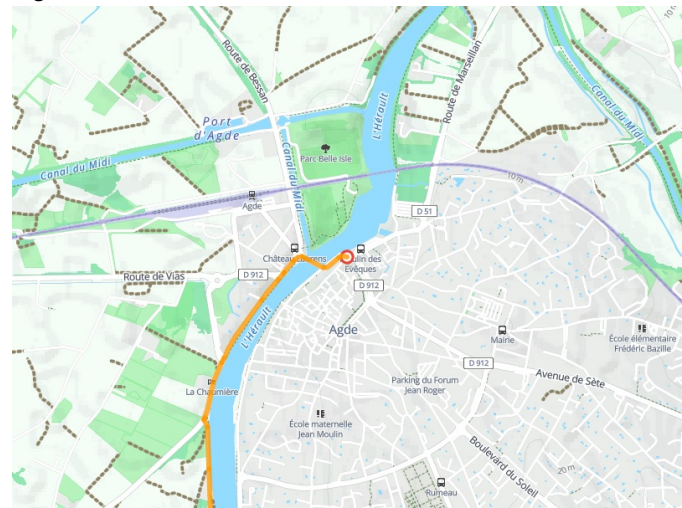 Route de Bessan
Route de Marseillan
L'Hérault
Canal du Midi
Port
d'Agde
Canal du Midi
Canal du Midi
Parc Belle Isle
10 m
Agde
D 51
Moulin des
Évêques
D 912
Route de Vias
D 912
L'Hérault
Agde
Mairie
École élémentaire
Frédéric Bazille
D 912
Avenue de Sète
Parking du Forum
Jean Roger
La Chaumière
École maternelle
Jean Moulin
Boulevard du Soleil
20 m
Rumeau